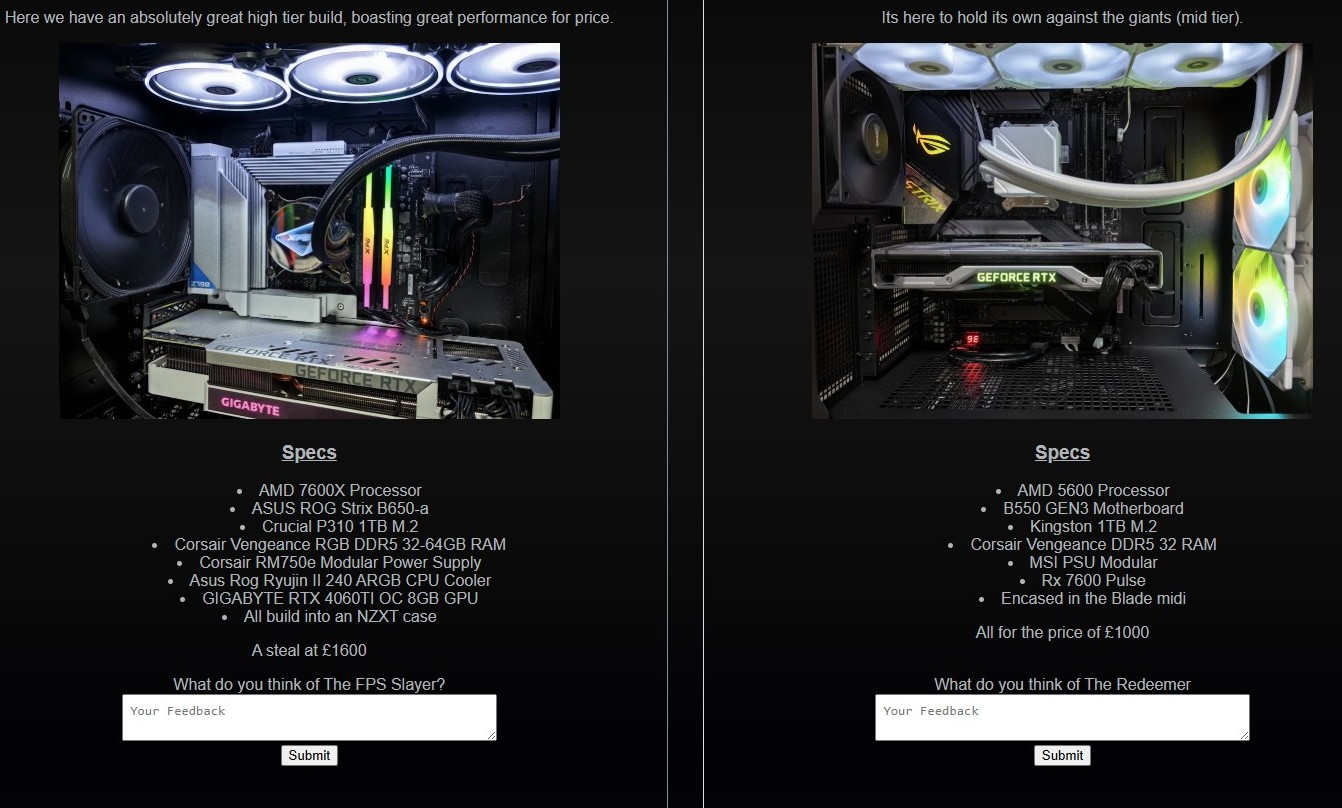 Here we have an absolutely great high tier build, boasting great performance for price.
Z790
XPG
XPG
GEFORCE RTX
GEFORCE RTX
GIGABYTE
Specs
AMD 7600X Processor
ASUS ROG Strix B650-a
Crucial P310 1TB M.2
Corsair Vengeance RGB DDR5 32-64GB RAM
Corsair RM750e Modular Power Supply
Asus Rog Ryujin II 240 ARGB CPU Cooler
GIGABYTE RTX 4060TI OC 8GB GPU
All build into an NZXT case
A steal at £1600
What do you think of The FPS Slayer?
Your Feedback
Submit
Its here to hold its own against the giants (mid tier).
STRIX
GEFORCE RTX
Specs
AMD 5600 Processor
B550 GEN3 Motherboard
Kingston 1TB M.2
Corsair Vengeance DDR5 32 RAM
MSI PSU Modular
Rx 7600 Pulse
Encased in the Blade midi
All for the price of £1000
What do you think of The Redeemer
Your Feedback
Submit